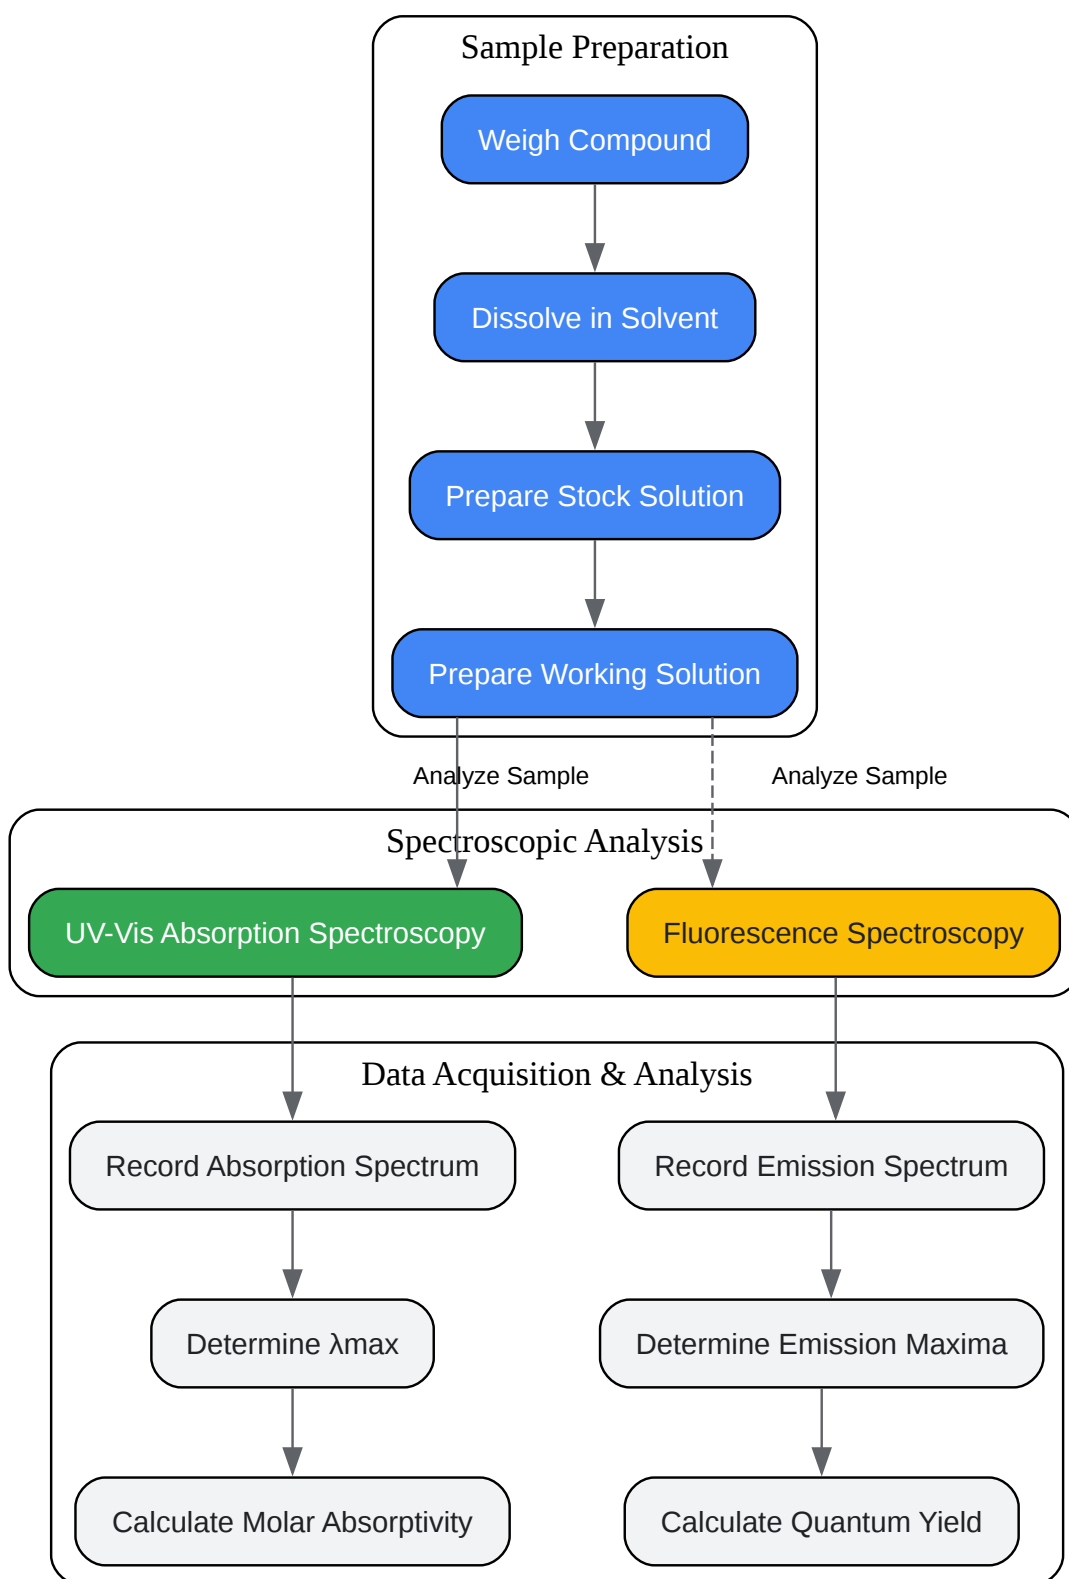 Sample Preparation
Weigh Compound
Dissolve in Solvent
Prepare Stock Solution
Prepare Working Solution
Analyze Sample
Analyze Sample
Spectroscopic Analysis
UV-Vis Absorption Spectroscopy
Fluorescence Spectroscopy
Data Acquisition & Analysis
Record Absorption Spectrum
Record Emission Spectrum
Determine λmax
Determine Emission Maxima
Calculate Molar Absorptivity
Calculate Quantum Yield